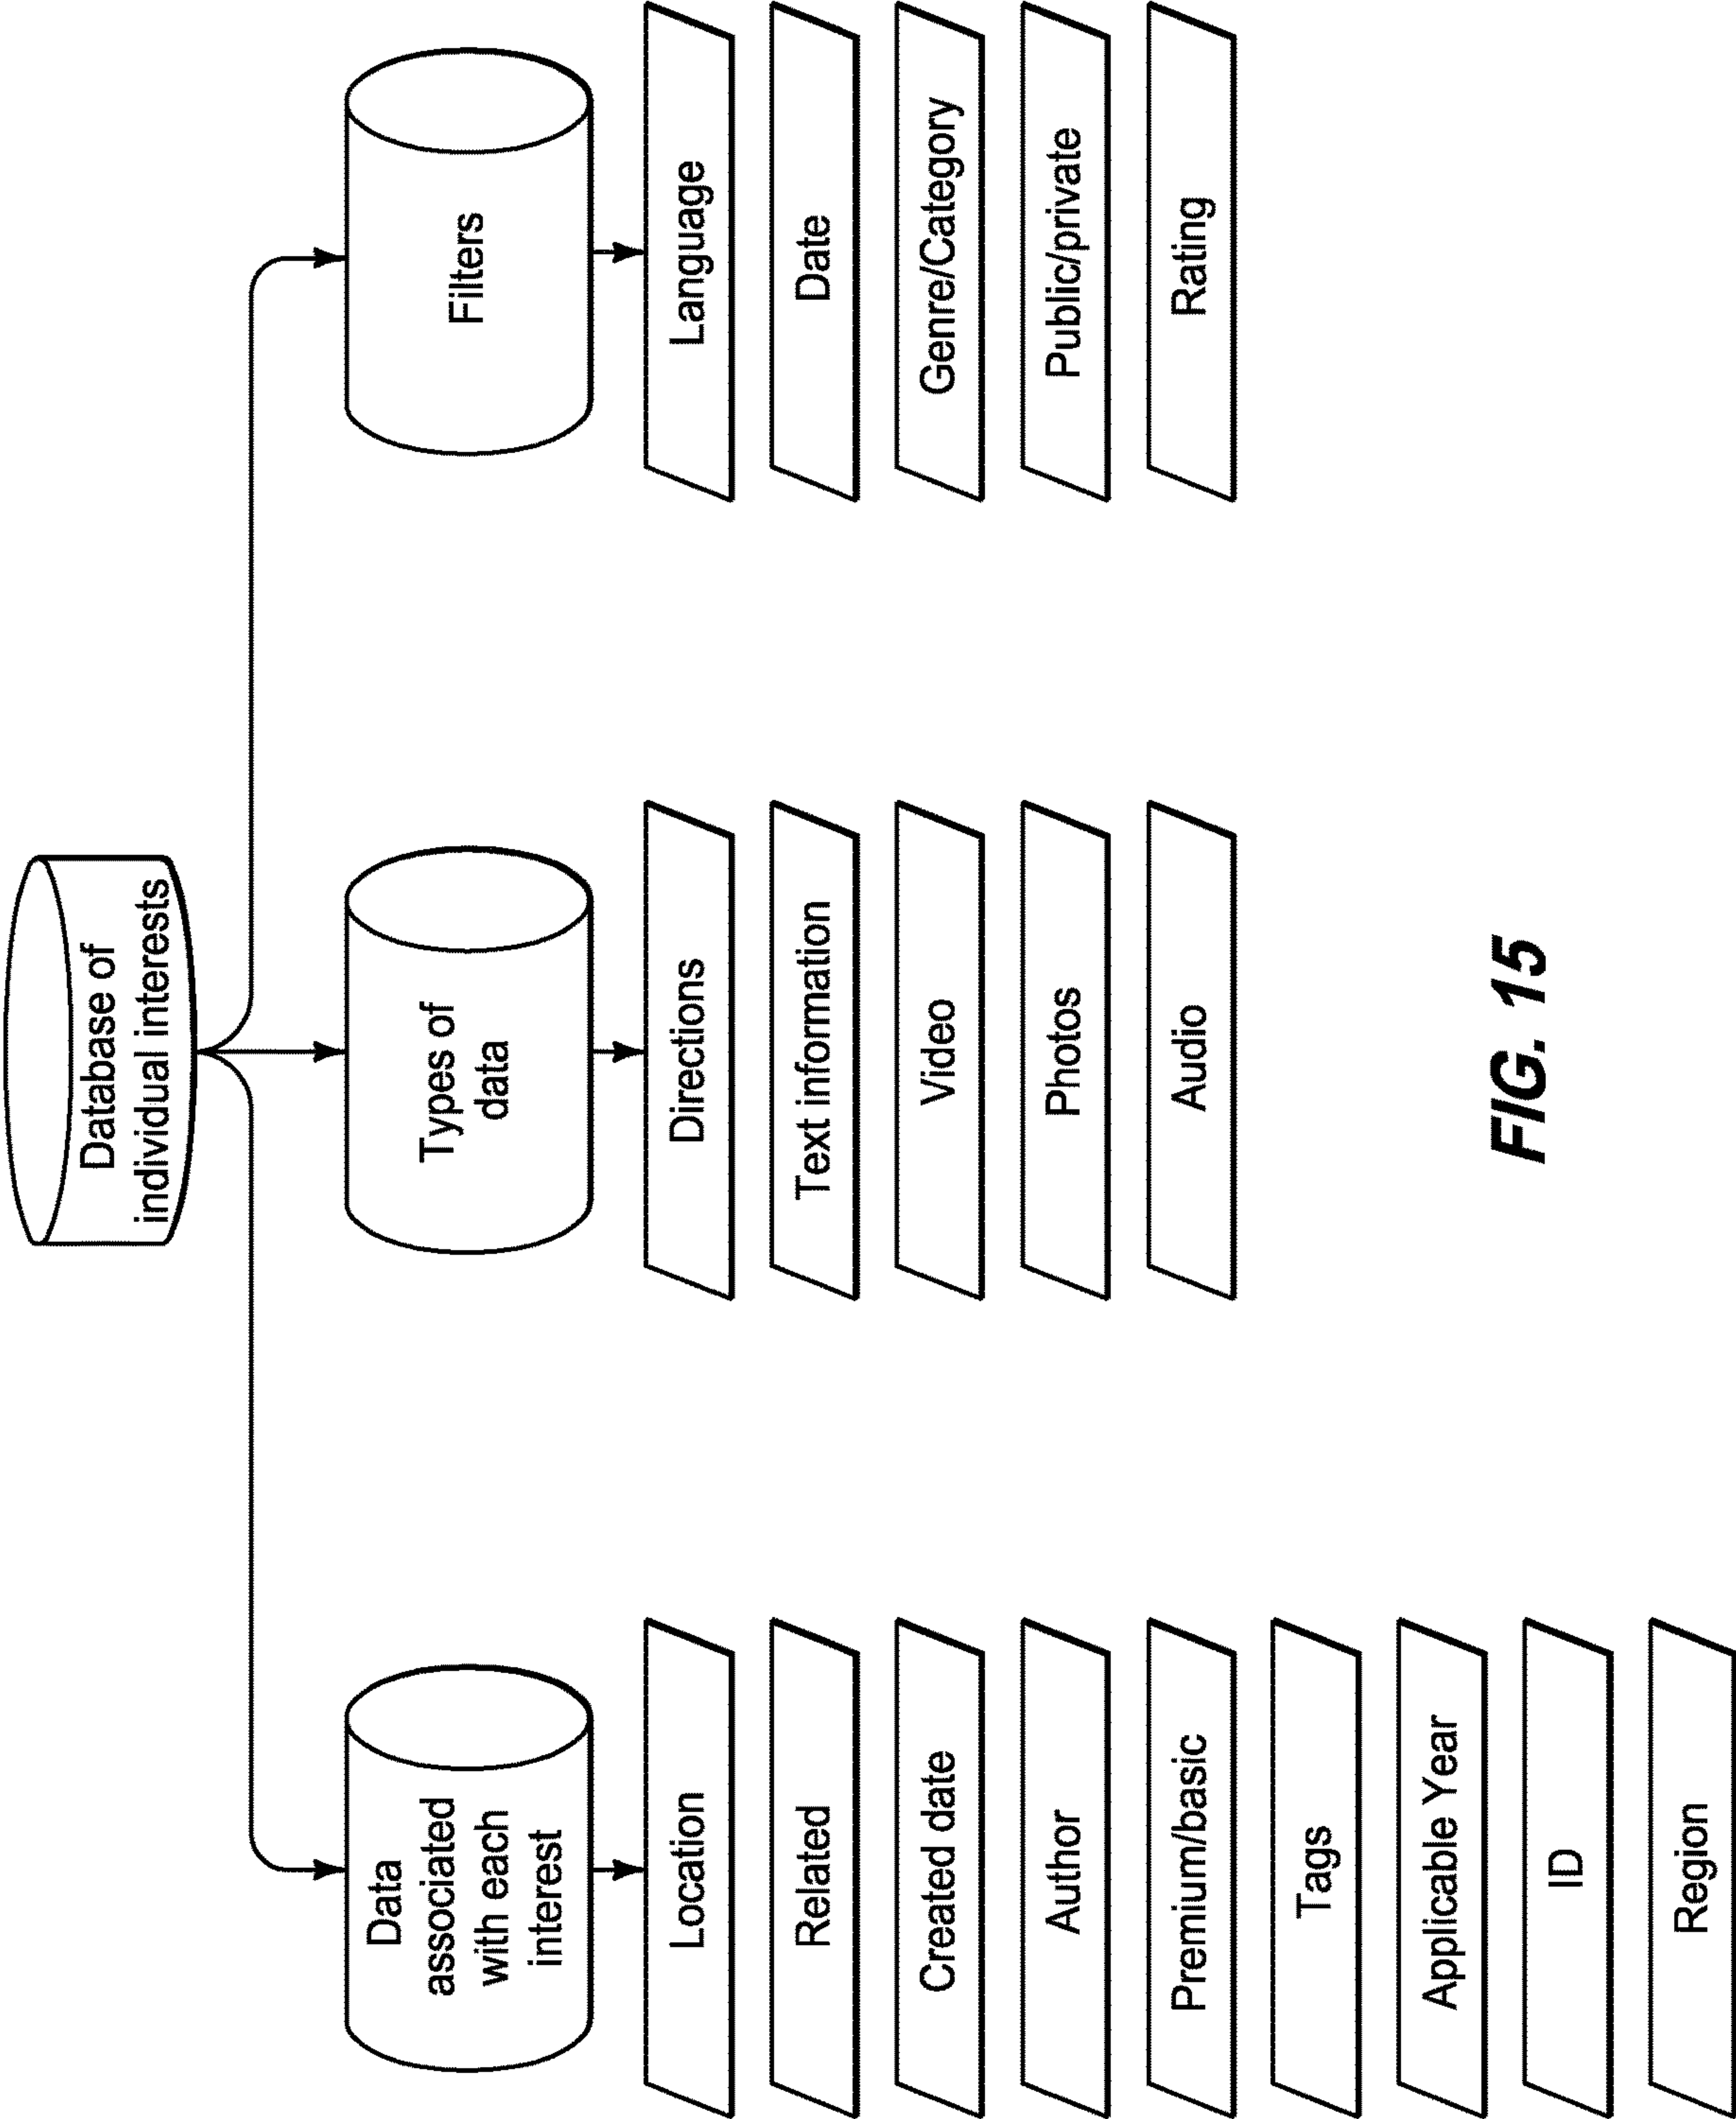 Database of
individual interests
Data
associated
with each
interest
Location
Related
Created date
Author
Premium/basic
Tags
Applicable Year
ID
Region
Types of
data
Directions
Text information
Video
Photos
Audio
Filters
Language
Date
Genre/Category
Public/private
Rating
FIG. 15